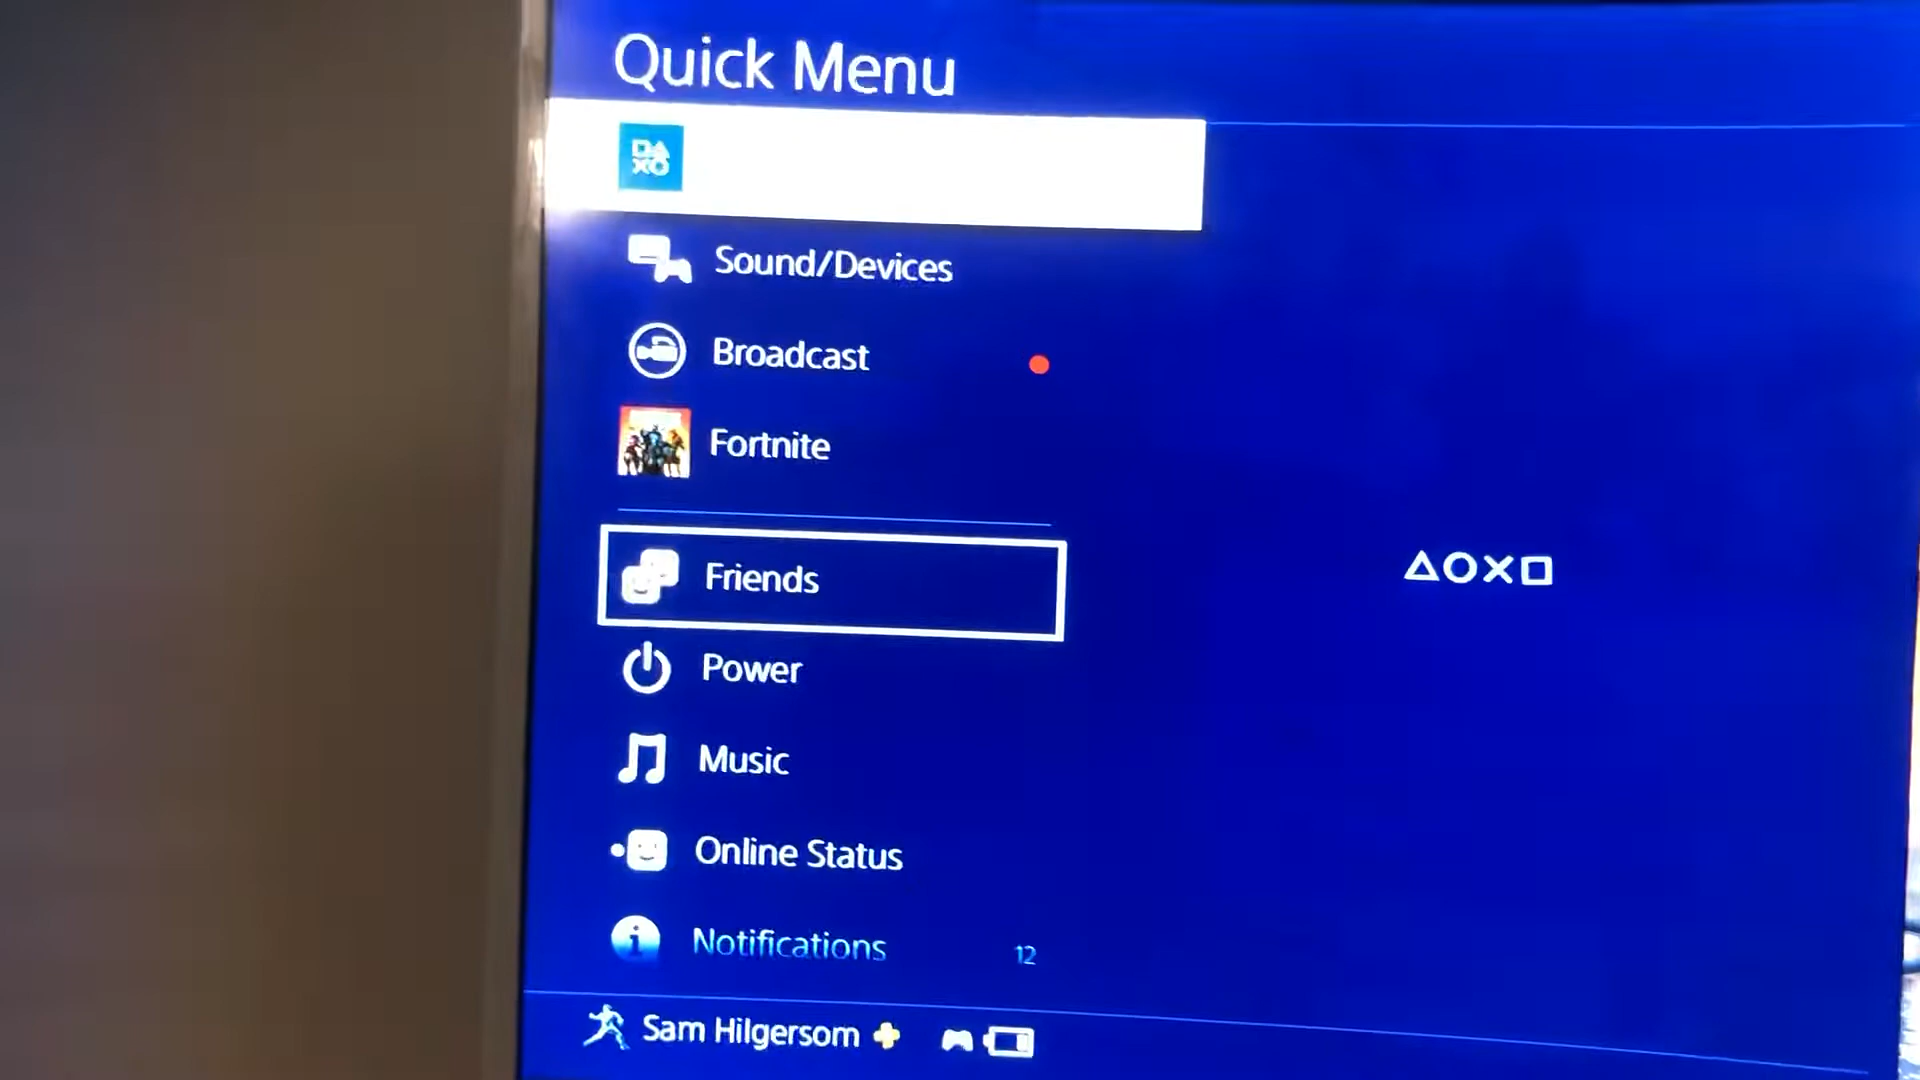 Quick Menu
Sound/Devices
Broadcast
Fortnite
Friends
Power
Music
Online Status
Notifications 12
Sam Hilgersom